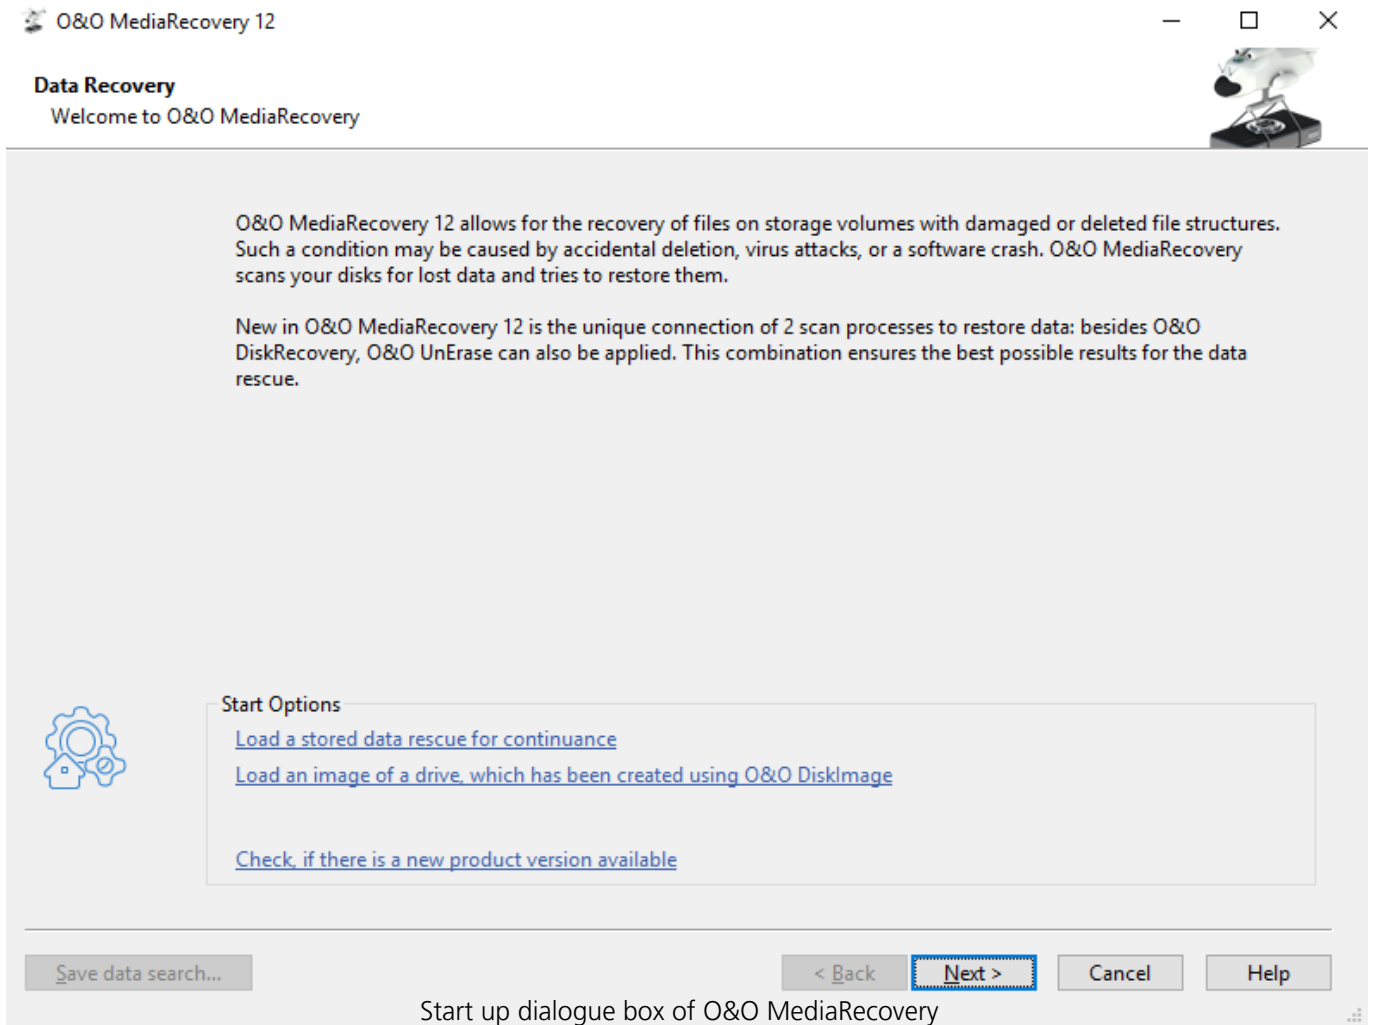 O&O MediaRecovery 12
Data Recovery
Welcome to O&O MediaRecovery
O&O MediaRecovery 12 allows for the recovery of files on storage volumes with damaged or deleted file structures.
Such a condition may be caused by accidental deletion, virus attacks, or a software crash. O&O MediaRecovery
scans your disks for lost data and tries to restore them.
New in O&O MediaRecovery 12 is the unique connection of 2 scan processes to restore data: besides O&O
DiskRecovery, O&O UnErase can also be applied. This combination ensures the best possible results for the data
rescue.
Start Options
Load a stored data rescue for continuance
Load an image of a drive, which has been created using O&O DiskImage
Check, if there is a new product version available
Save data search... < Back Next > Cancel Help
Start up dialogue box of O&O MediaRecovery